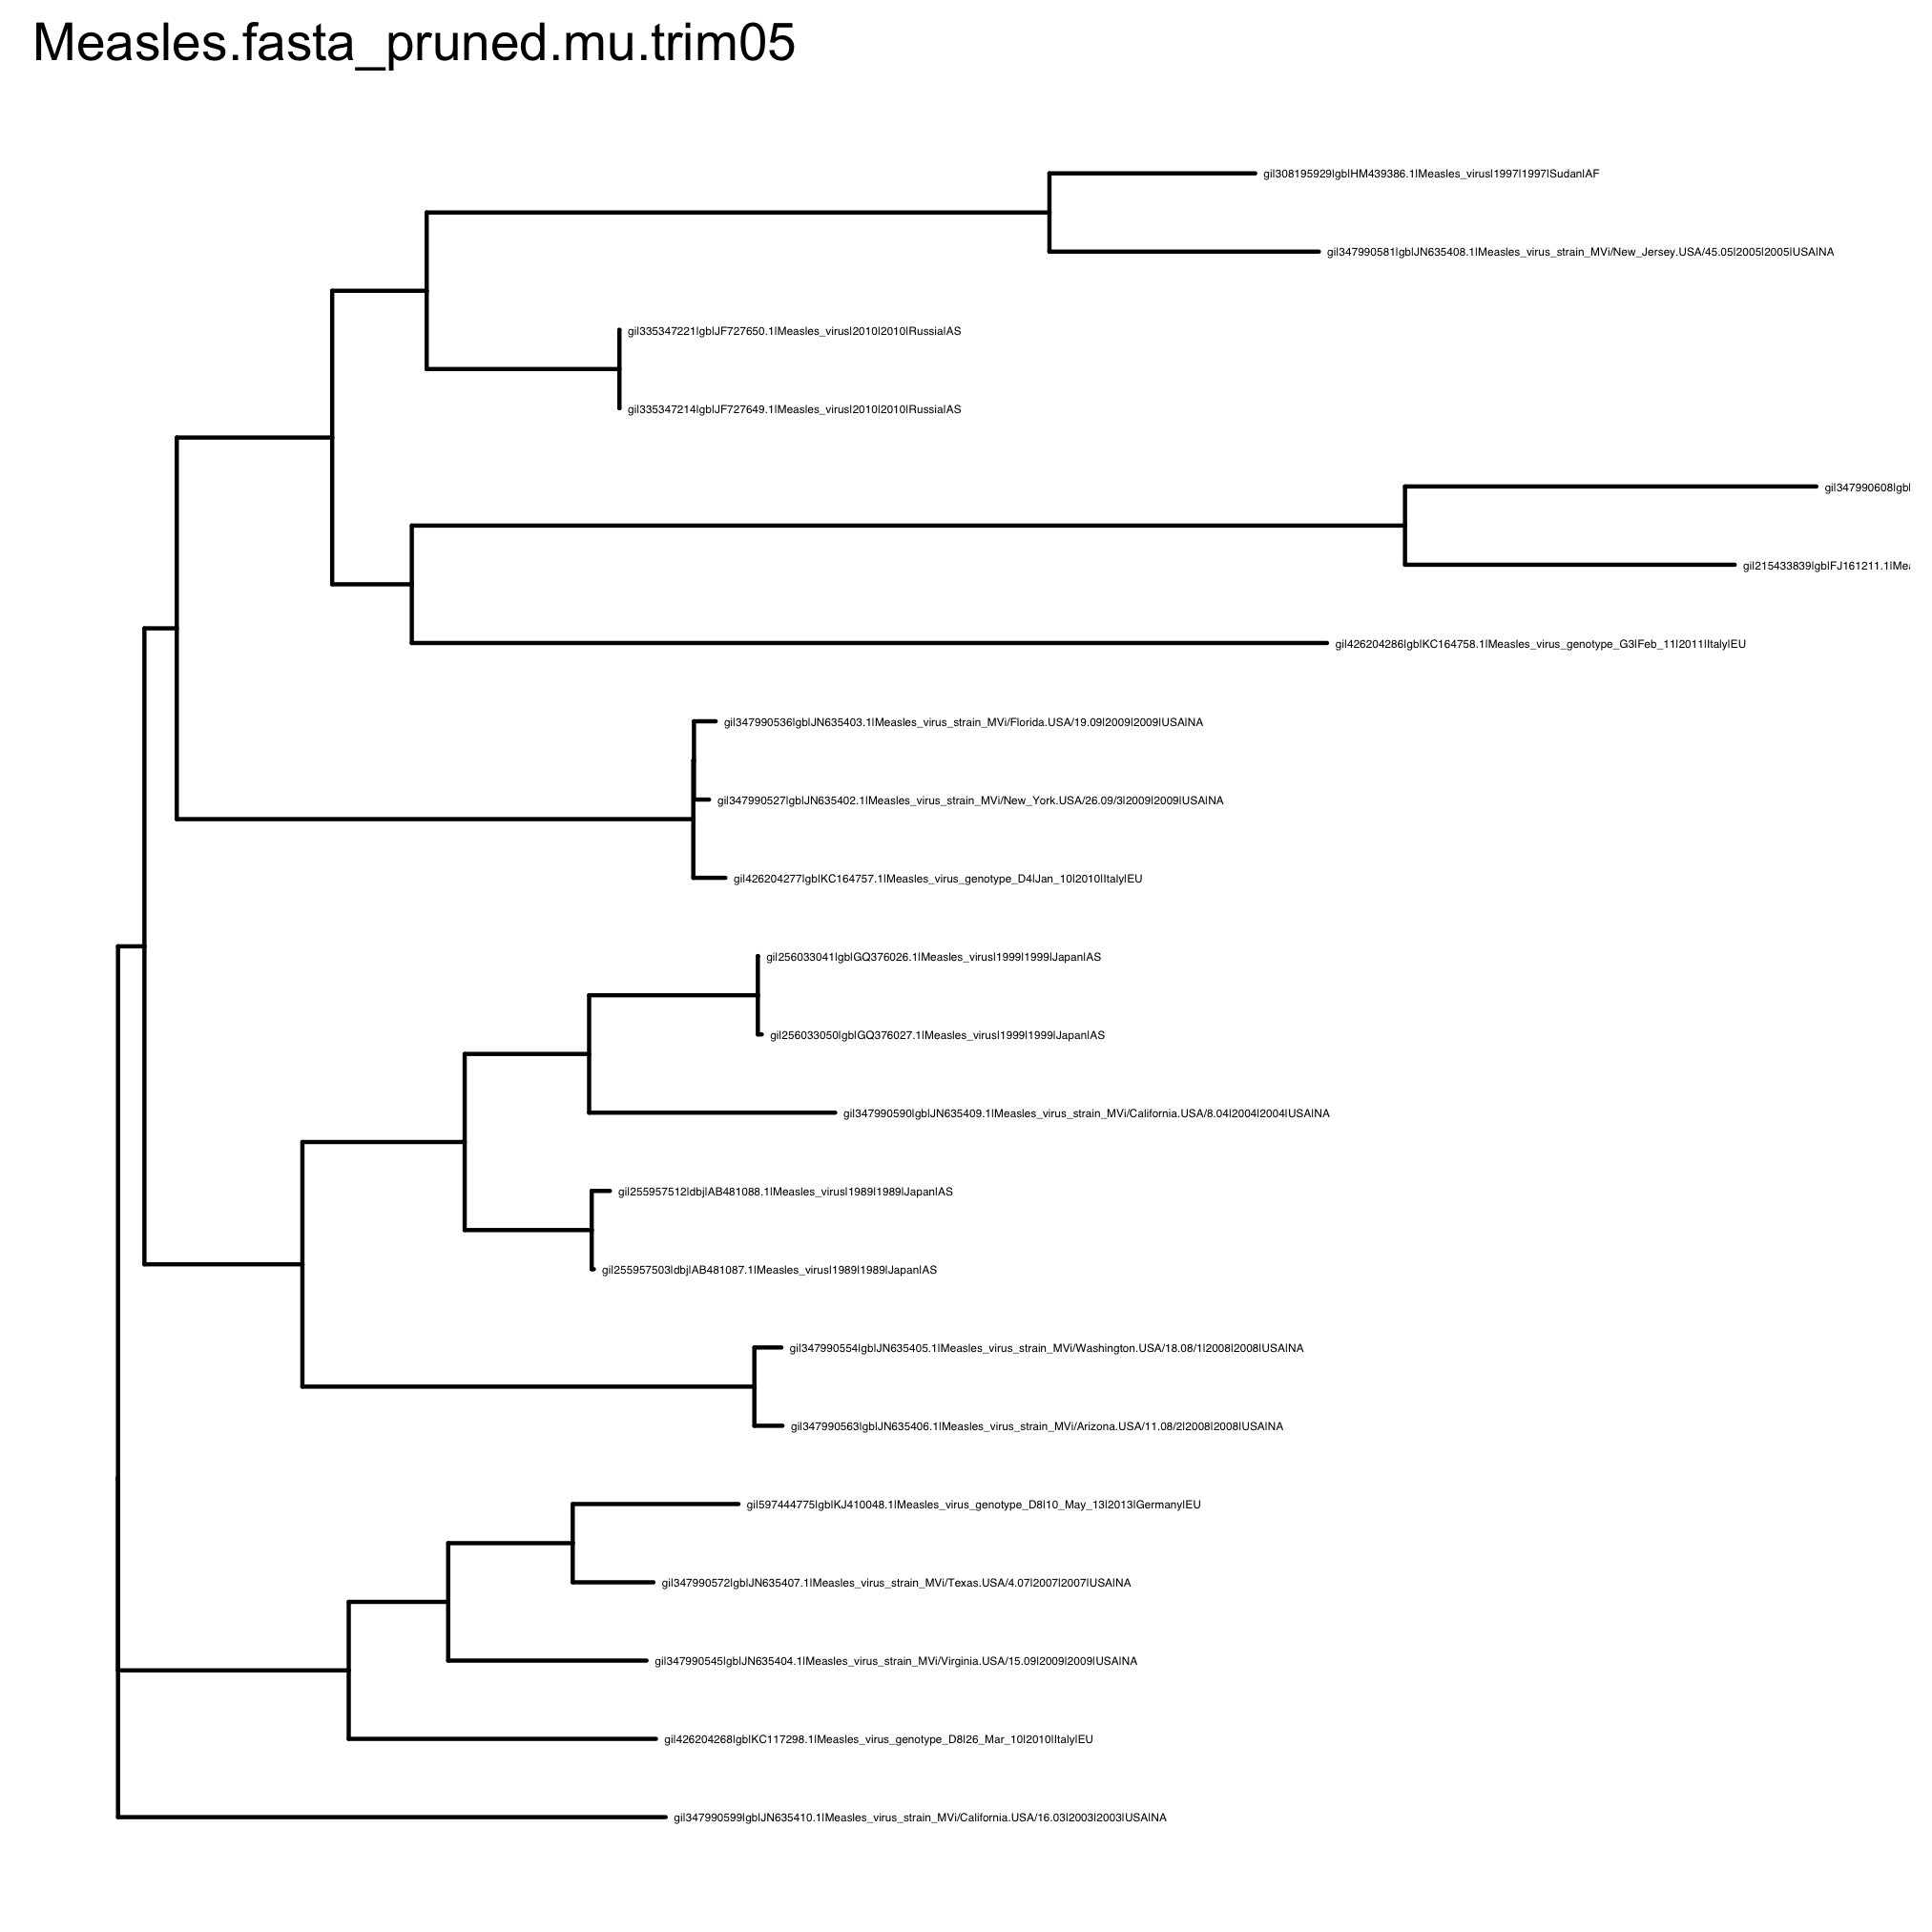 Measles.fasta_pruned.mu.trim05
gi|308195929|gb|HM439386.1|Measles_virus|1997|1997|Sudan|AF
gi|347990581|gb|JN635408.1|Measles_virus_strain_MVi/New_Jersey.USA/45.05|2005|2005|USA|NA
gi|335347221|gb|JF727650.1|Measles_virus|2010|2010|Russia|AS
gi|335347214|gb|JF727649.1|Measles_virus|2010|2010|Russia|AS
gi|347990608|gb|
gi|215433839|gb|FJ161211.1|Mea
gi|426204286|gb|KC164758.1|Measles_virus_genotype_G3|Feb_11|2011|Italy|EU
gi|347990536|gb|JN635403.1|Measles_virus_strain_MVi/Florida.USA/19.09|2009|2009|USA|NA
gi|347990527|gb|JN635402.1|Measles_virus_strain_MVi/New_York.USA/26.09/3|2009|2009|USA|NA
gi|426204277|gb|KC164757.1|Measles_virus_genotype_D4|Jan_10|2010|Italy|EU
gi|256033041|gb|GQ376026.1|Measles_virus|1999|1999|Japan|AS
gi|256033050|gb|GQ376027.1|Measles_virus|1999|1999|Japan|AS
gi|347990590|gb|JN635409.1|Measles_virus_strain_MVi/California.USA/8.04|2004|2004|USA|NA
gi|255957512|dbj|AB481088.1|Measles_virus|1989|1989|Japan|AS
gi|255957503|dbj|AB481087.1|Measles_virus|1989|1989|Japan|AS
gi|347990554|gb|JN635405.1|Measles_virus_strain_MVi/Washington.USA/18.08/1|2008|2008|USA|NA
gi|347990563|gb|JN635406.1|Measles_virus_strain_MVi/Arizona.USA/11.08/2|2008|2008|USA|NA
gi|597444775|gb|KJ410048.1|Measles_virus_genotype_D8|10_May_13|2013|Germany|EU
gi|347990572|gb|JN635407.1|Measles_virus_strain_MVi/Texas.USA/4.07|2007|2007|USA|NA
gi|347990545|gb|JN635404.1|Measles_virus_strain_MVi/Virginia.USA/15.09|2009|2009|USA|NA
gi|426204268|gb|KC117298.1|Measles_virus_genotype_D8|26_Mar_10|2010|Italy|EU
gi|347990599|gb|JN635410.1|Measles_virus_strain_MVi/California.USA/16.03|2003|2003|USA|NA